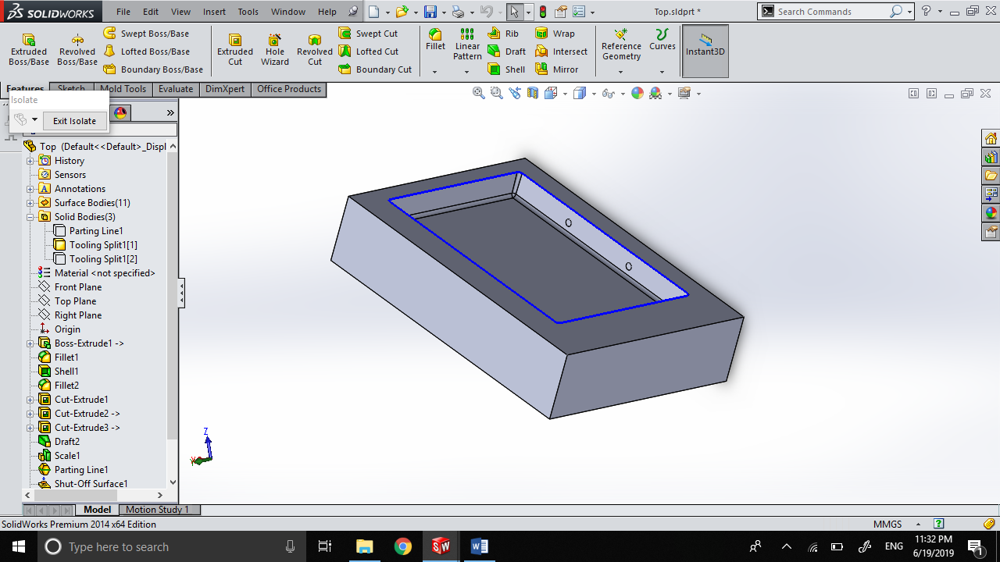 SOLIDWORKS File Edit View Insert Tools Window Help Top.sldprt * Search Commands ?
Extruded Boss/Base
Revolved Boss/Base
Swept Boss/Base
Lofted Boss/Base
Boundary Boss/Base
Extruded Cut
Hole Wizard
Revolved Cut
Swept Cut
Lofted Cut
Boundary Cut
Fillet
Linear Pattern
Rib
Draft
Shell
Wrap
Intersect
Mirror
Reference Geometry
Curves
Instant3D
Features Sketch Mold Tools Evaluate DimXpert Office Products
Isolate
Exit Isolate
Top (Default<<Default>_Displ
History
Sensors
Annotations
Surface Bodies(11)
Solid Bodies(3)
Parting Line1
Tooling Split1[1]
Tooling Split1[2]
Material <not specified>
Front Plane
Top Plane
Right Plane
Origin
Boss-Extrude1 ->
Fillet1
Shell1
Fillet2
Cut-Extrude1
Cut-Extrude2 ->
Cut-Extrude3 ->
Draft2
Scale1
Parting Line1
Shut-Off Surface1
Z
Model Motion Study 1
SolidWorks Premium 2014 x64 Edition MMGS ?
Type here to search
ENG
11:32 PM
6/19/2019
1